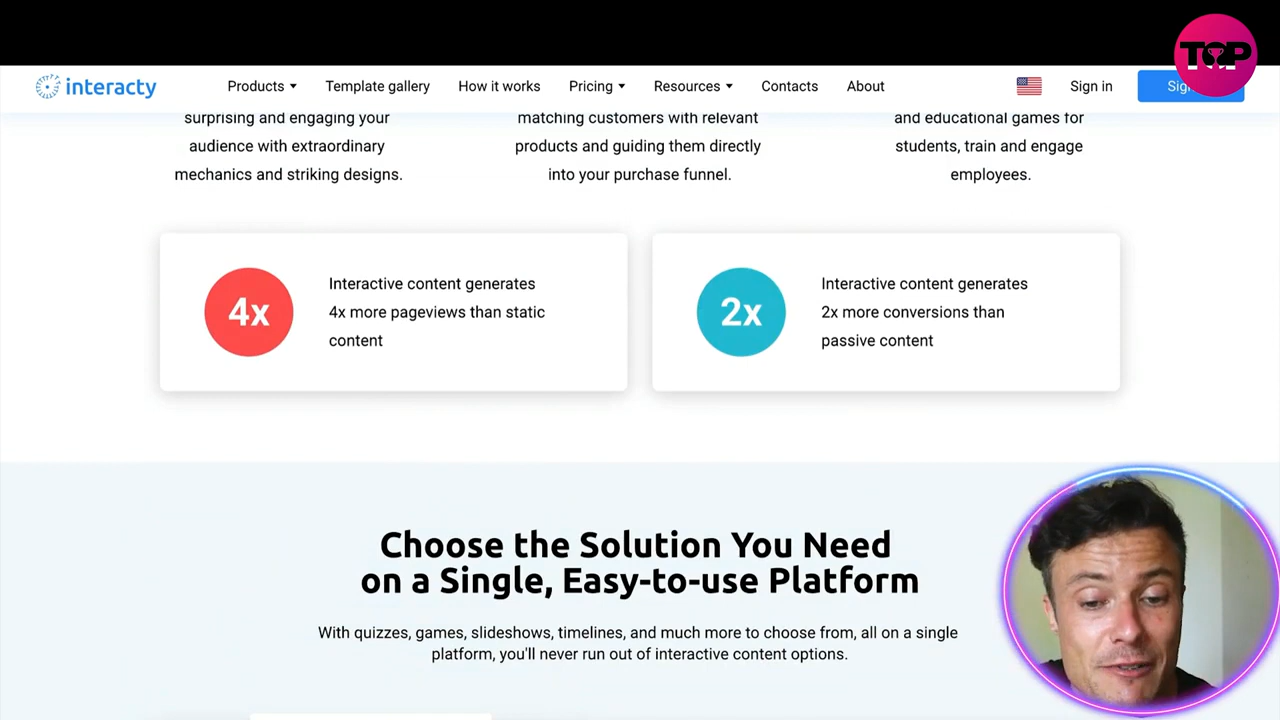 TOP
interacty
Products
Template gallery
How it works
Pricing
Resources
Contacts
About
Sign in
surprising and engaging your
audience with extraordinary
mechanics and striking designs.
matching customers with relevant
products and guiding them directly
into your purchase funnel.
and educational games for
students, train and engage
employees.
4x
Interactive content generates
4x more pageviews than static
content
2x
Interactive content generates
2x more conversions than
passive content
Choose the Solution You Need
on a Single, Easy-to-use Platform
With quizzes, games, slideshows, timelines, and much more to choose from, all on a single
platform, you'll never run out of interactive content options.